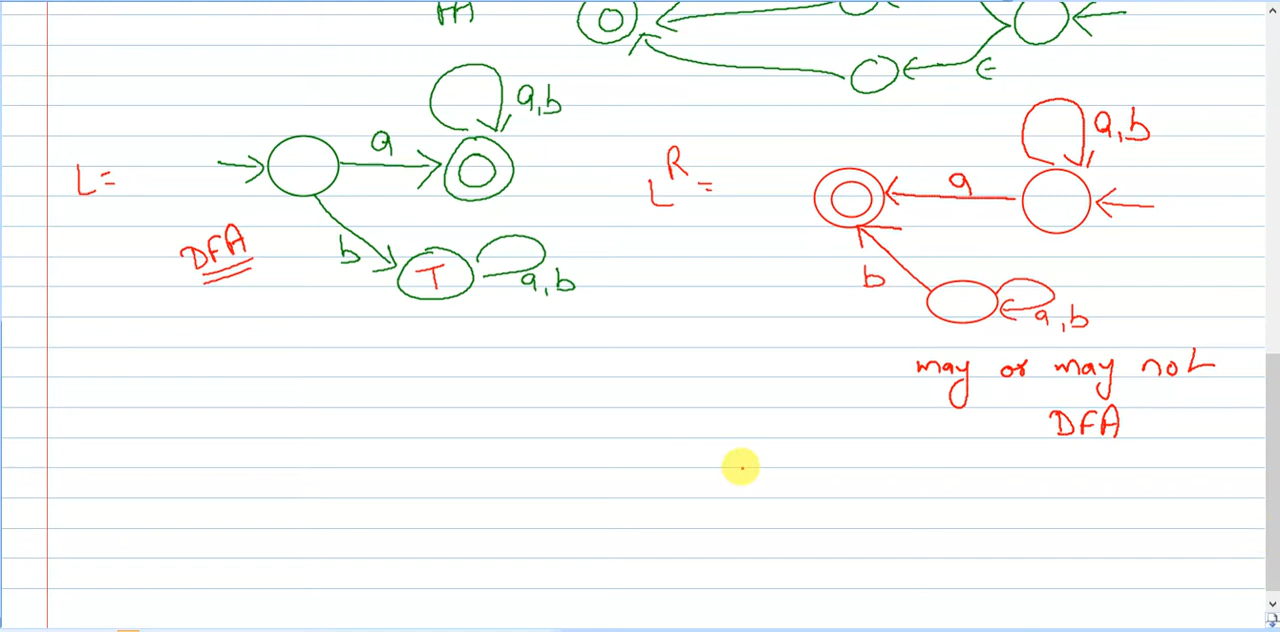 ϵ
a,b
a,b
L=
a
L^R =
a
DFA
b
T
a,b
b
a,b
may or may not
DFA